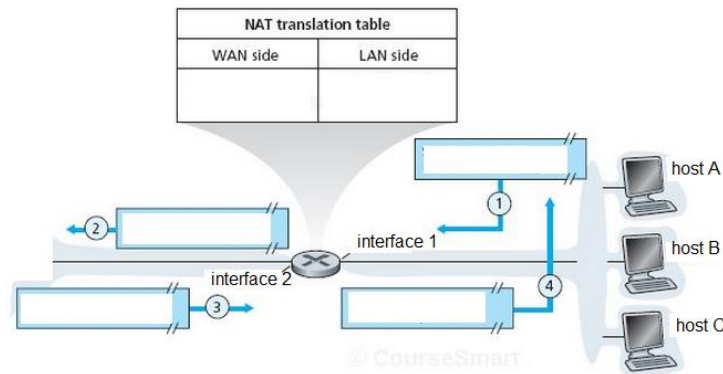 NAT translation table
WAN side
LAN side
host A
1
2
interface 1
host B
interface 2
4
3
host C
© CourseSmart